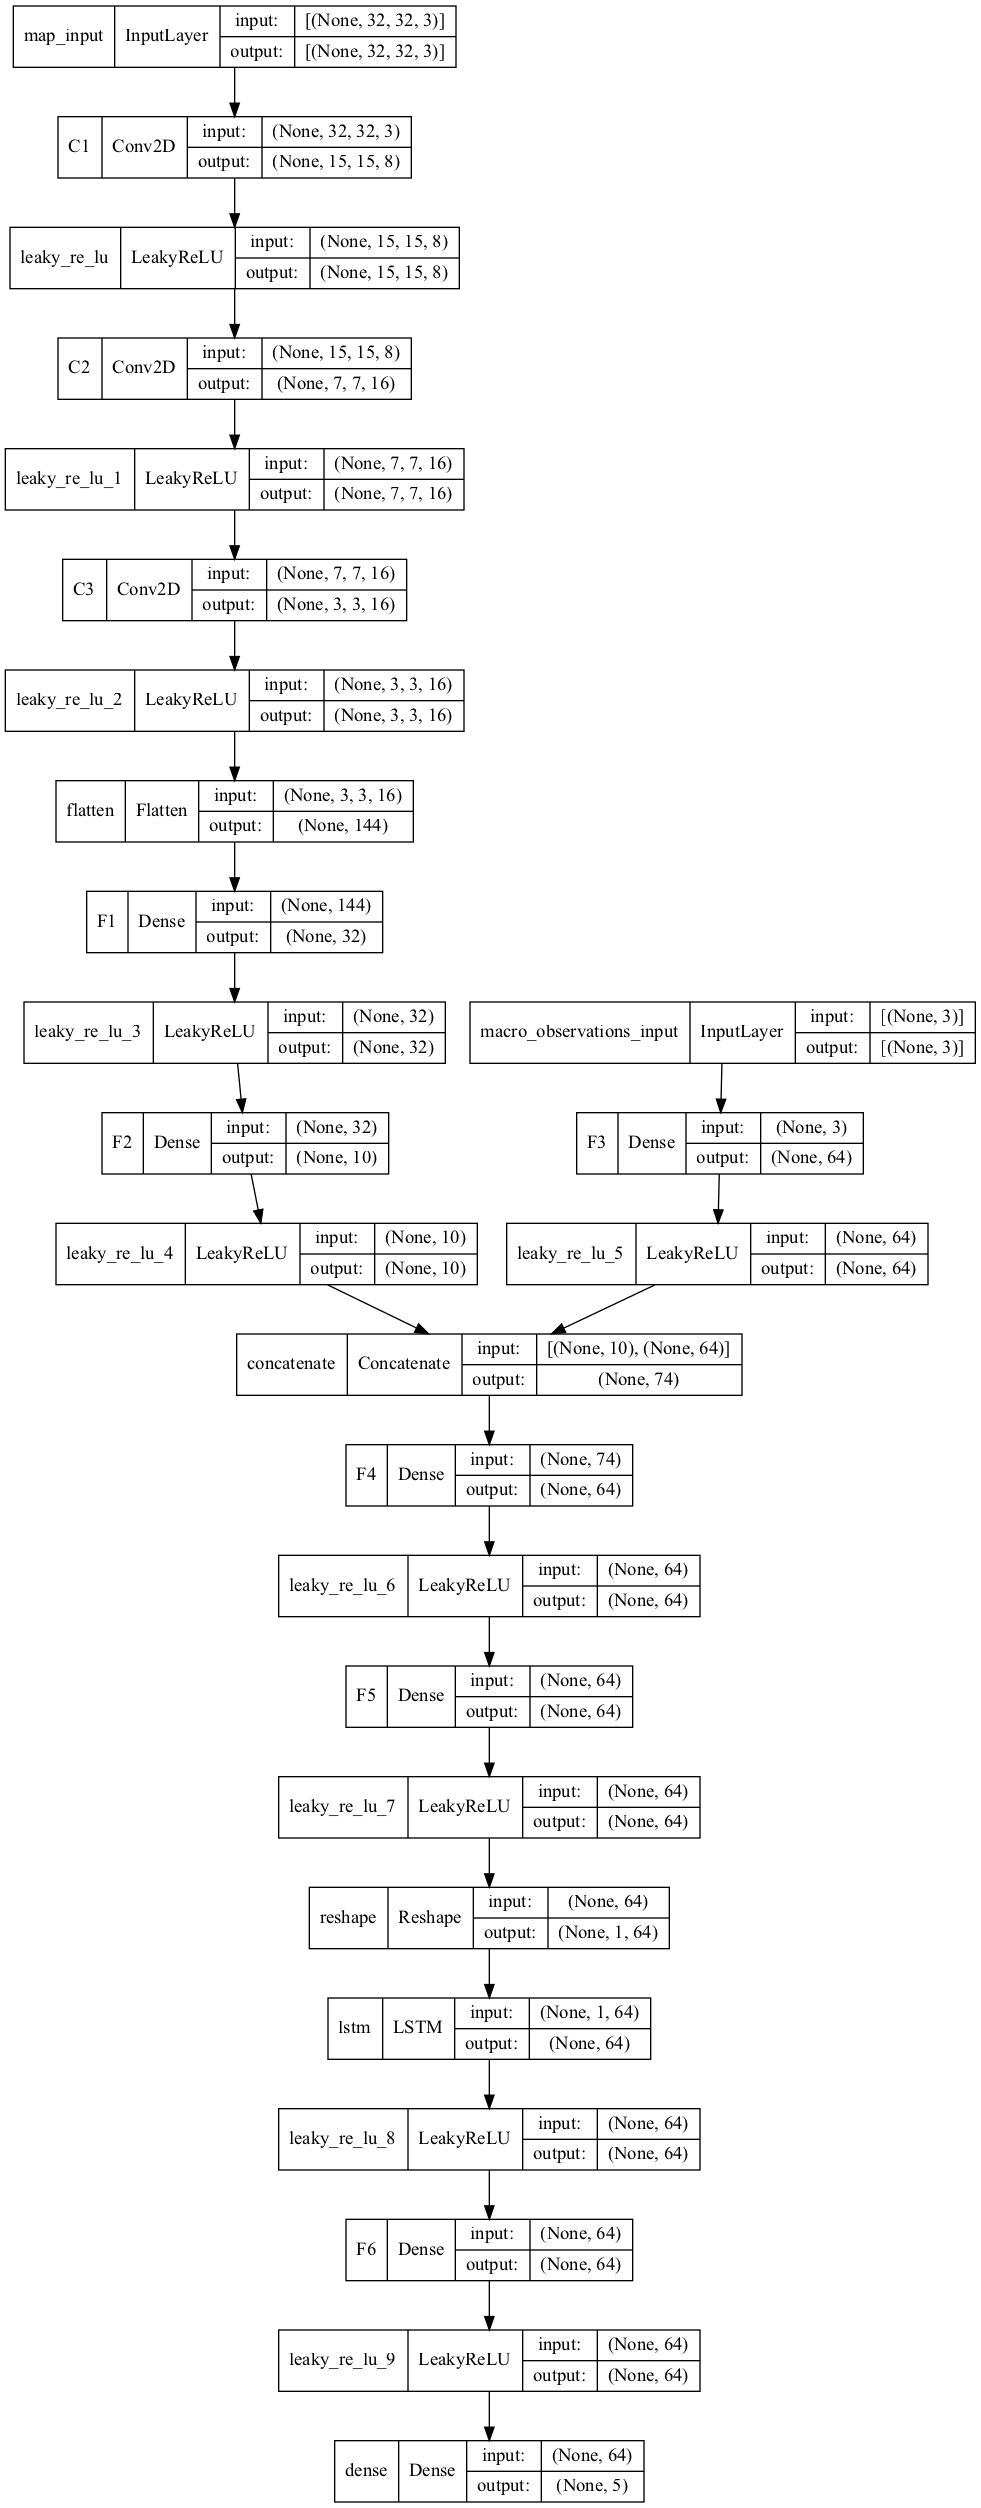 map_input InputLayer input: [(None, 32, 32, 3)]
output: [(None, 32, 32, 3)]
C1 Conv2D input: (None, 32, 32, 3)
output: (None, 15, 15, 8)
leaky_re_lu LeakyReLU input: (None, 15, 15, 8)
output: (None, 15, 15, 8)
C2 Conv2D input: (None, 15, 15, 8)
output: (None, 7, 7, 16)
leaky_re_lu_1 LeakyReLU input: (None, 7, 7, 16)
output: (None, 7, 7, 16)
C3 Conv2D input: (None, 7, 7, 16)
output: (None, 3, 3, 16)
leaky_re_lu_2 LeakyReLU input: (None, 3, 3, 16)
output: (None, 3, 3, 16)
flatten Flatten input: (None, 3, 3, 16)
output: (None, 144)
F1 Dense input: (None, 144)
output: (None, 32)
leaky_re_lu_3 LeakyReLU input: (None, 32)
output: (None, 32)
macro_observations_input InputLayer input: [(None, 3)]
output: [(None, 3)]
F2 Dense input: (None, 32)
output: (None, 10)
F3 Dense input: (None, 3)
output: (None, 64)
leaky_re_lu_4 LeakyReLU input: (None, 10)
output: (None, 10)
leaky_re_lu_5 LeakyReLU input: (None, 64)
output: (None, 64)
concatenate Concatenate input: [(None, 10), (None, 64)]
output: (None, 74)
F4 Dense input: (None, 74)
output: (None, 64)
leaky_re_lu_6 LeakyReLU input: (None, 64)
output: (None, 64)
F5 Dense input: (None, 64)
output: (None, 64)
leaky_re_lu_7 LeakyReLU input: (None, 64)
output: (None, 64)
reshape Reshape input: (None, 64)
output: (None, 1, 64)
lstm LSTM input: (None, 1, 64)
output: (None, 64)
leaky_re_lu_8 LeakyReLU input: (None, 64)
output: (None, 64)
F6 Dense input: (None, 64)
output: (None, 64)
leaky_re_lu_9 LeakyReLU input: (None, 64)
output: (None, 64)
dense Dense input: (None, 64)
output: (None, 5)